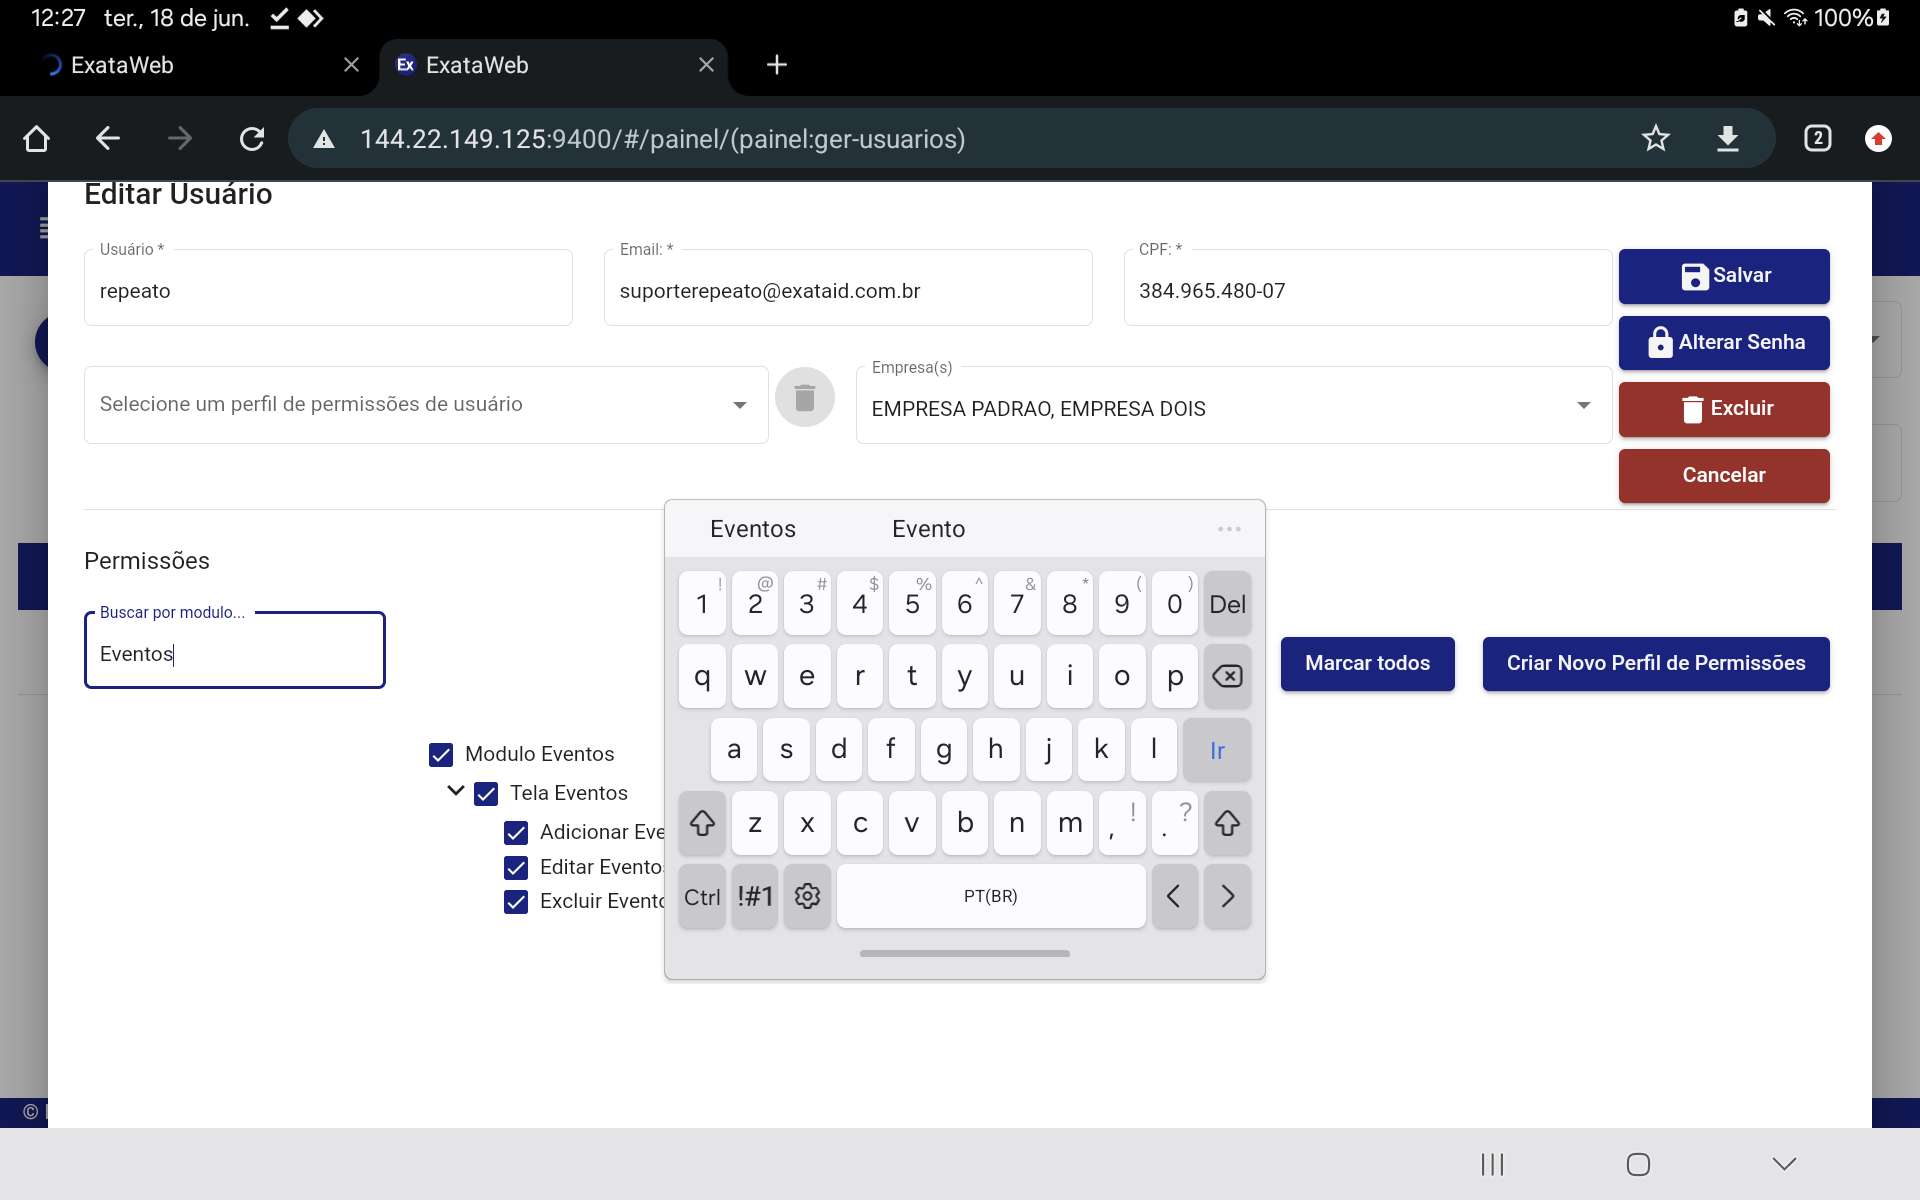 12:27 ter., 18 de jun.
100%
ExataWeb
Ex ExataWeb
144.22.149.125:9400/#/painel/(painel:ger-usuarios)
2
Editar Usuário
Usuário *
repeato
Email: *
suporterepeato@exataid.com.br
CPF: *
384.965.480-07
Salvar
Alterar Senha
Excluir
Cancelar
Selecione um perfil de permissões de usuário
Empresa(s)
EMPRESA PADRAO, EMPRESA DOIS
Permissões
Buscar por modulo...
Eventos
Marcar todos
Criar Novo Perfil de Permissões
Modulo Eventos
Tela Eventos
Adicionar Eve
Editar Evento
Excluir Evento
Eventos Evento ...
! @ # $ % ^ & * ( )
1 2 3 4 5 6 7 8 9 0 Del
q w e r t y u i o p
a s d f g h j k l Ir
z x c v b n m , ! . ?
Ctrl !#1 PT(BR) < >
©